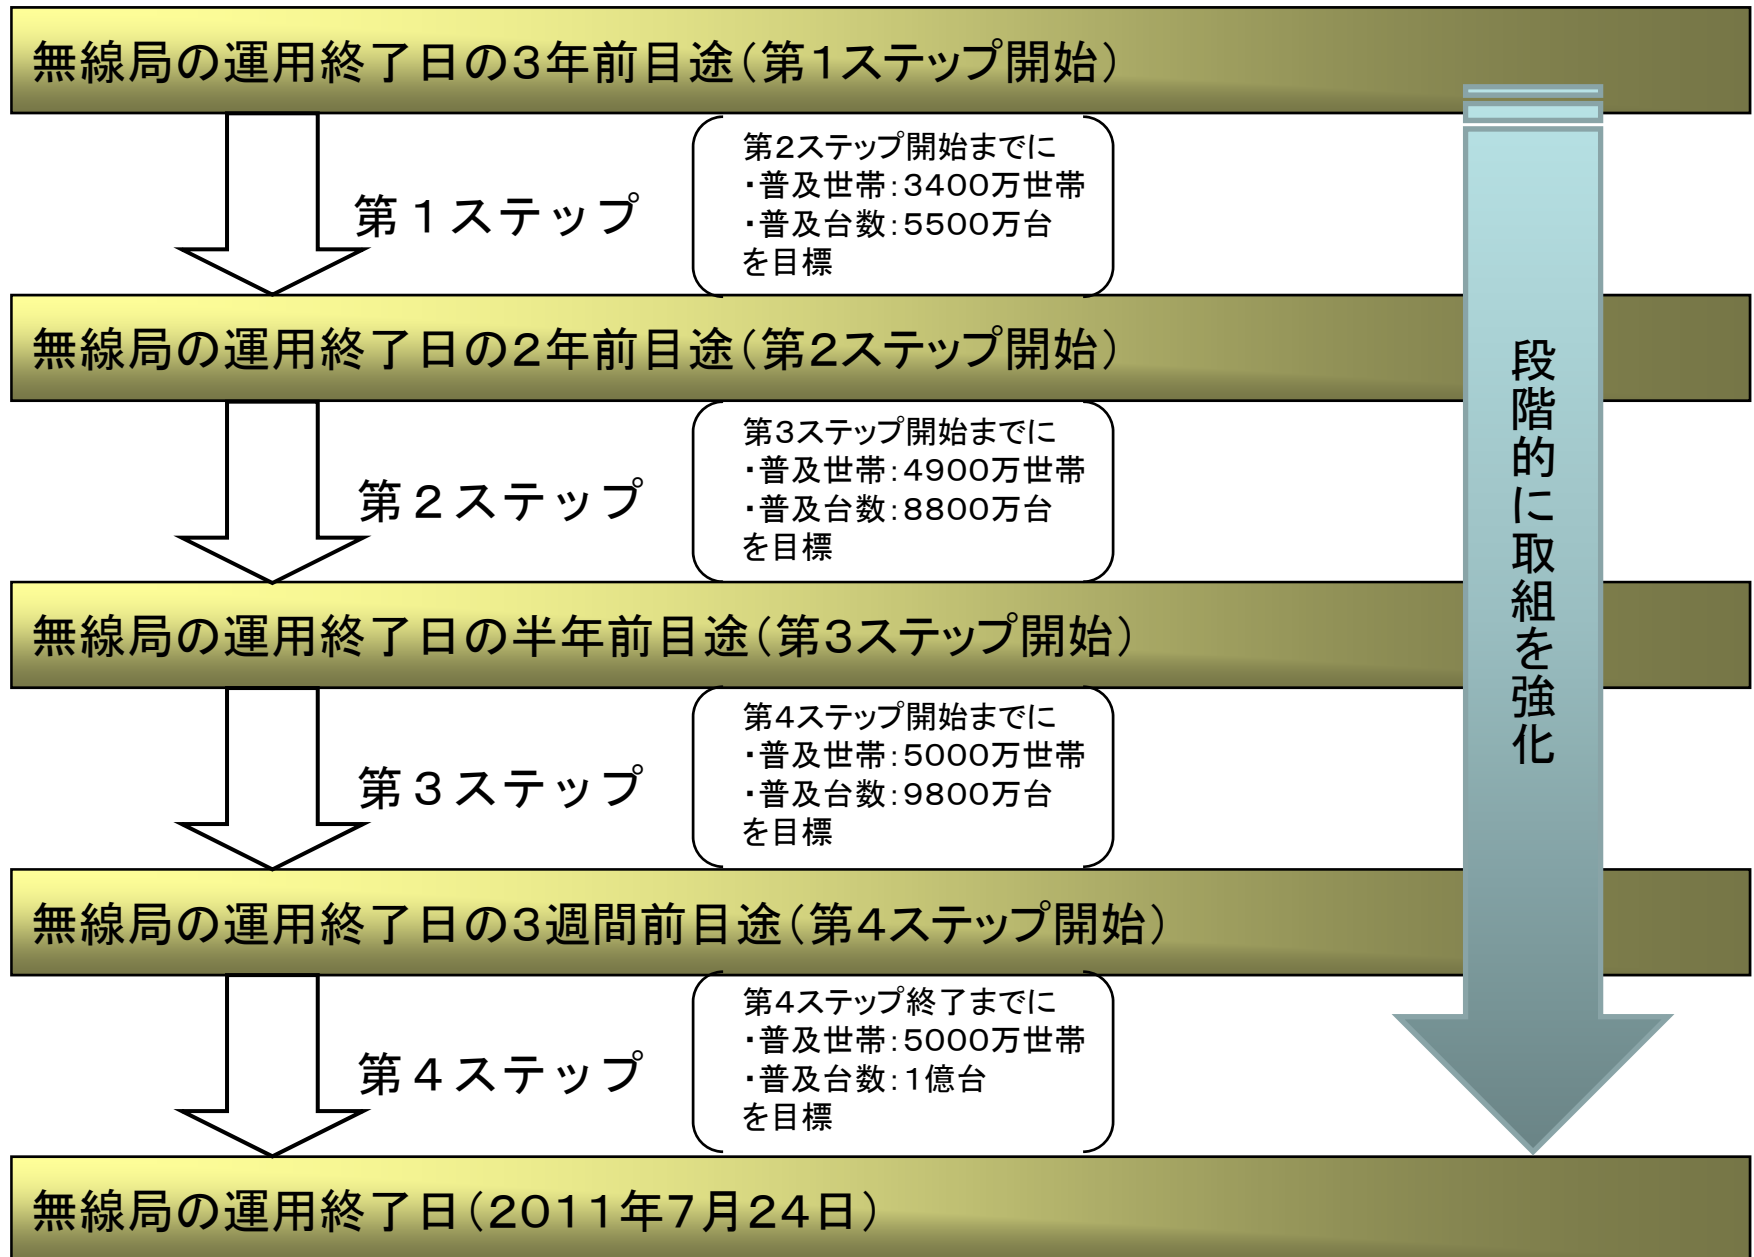 無線局の運用終了日の３年前目途（第１ステップ開始）
第１ステップ
第２ステップ開始までに
・普及世帯：３４００万世帯
・普及台数：５５００万台
を目標
無線局の運用終了日の２年前目途（第２ステップ開始）
第２ステップ
第３ステップ開始までに
・普及世帯：４９００万世帯
・普及台数：８８００万台
を目標
無線局の運用終了日の半年前目途（第３ステップ開始）
第３ステップ
第４ステップ開始までに
・普及世帯：５０００万世帯
・普及台数：９８００万台
を目標
無線局の運用終了日の３週間前目途（第４ステップ開始）
第４ステップ
第４ステップ終了までに
・普及世帯：５０００万世帯
・普及台数：１億台
を目標
無線局の運用終了日（２０１１年７月２４日）
段階的に取組を強化